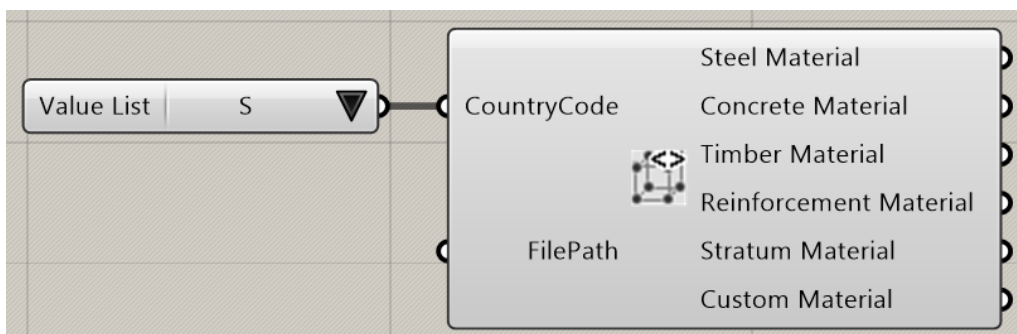 Value List S
CountryCode
FilePath
Steel Material
Concrete Material
Timber Material
Reinforcement Material
Stratum Material
Custom Material